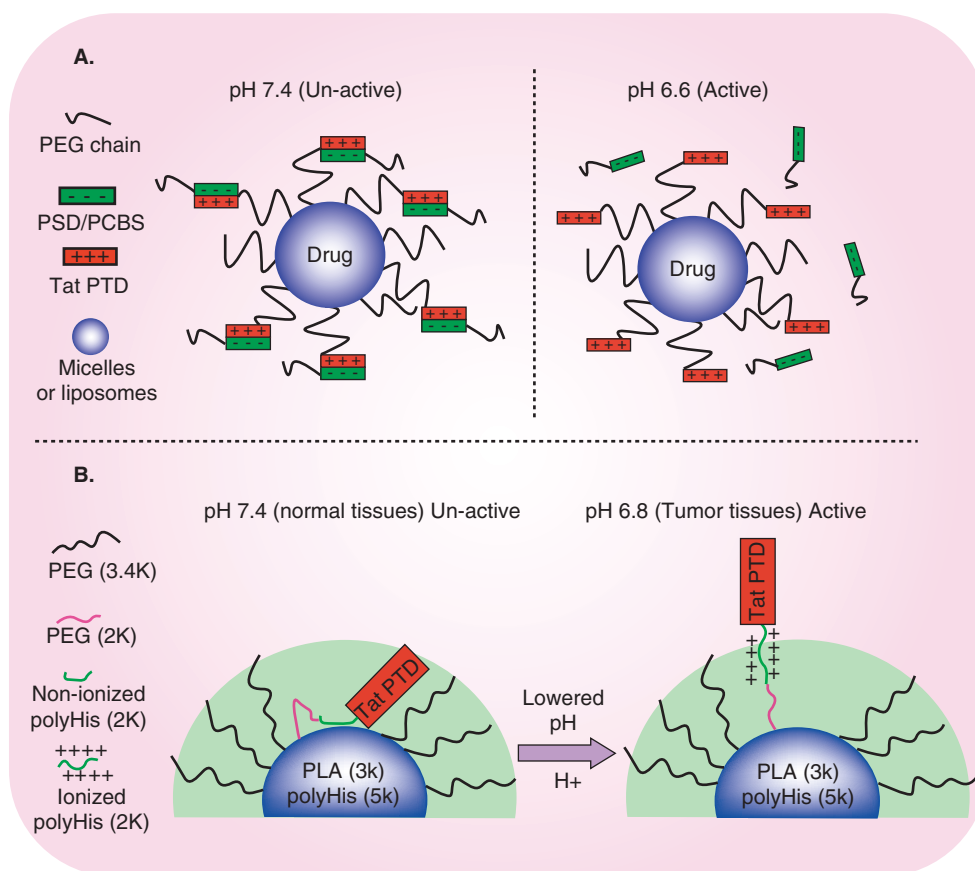 A.
pH 7.4 (Un-active)
pH 6.6 (Active)
PEG chain
- - -
PSD/PCBS
+++
Tat PTD
Micelles
or liposomes
+++
- - -
- - -
+++
+++
- - -
Drug
+++
- - -
+++
- - -
+++
- - -
+++
- - -
- - -
+++
+++
Drug
- - -
+++
+++
- - -
+++
B.
pH 7.4 (normal tissues) Un-active
pH 6.8 (Tumor tissues) Active
PEG (3.4K)
PEG (2K)
Non-ionized
polyHis (2K)
++++
++++
Ionized
polyHis (2K)
Tat PTD
PLA (3k)
polyHis (5k)
Lowered
pH
H+
Tat PTD
++++
++++
PLA (3k)
polyHis (5k)